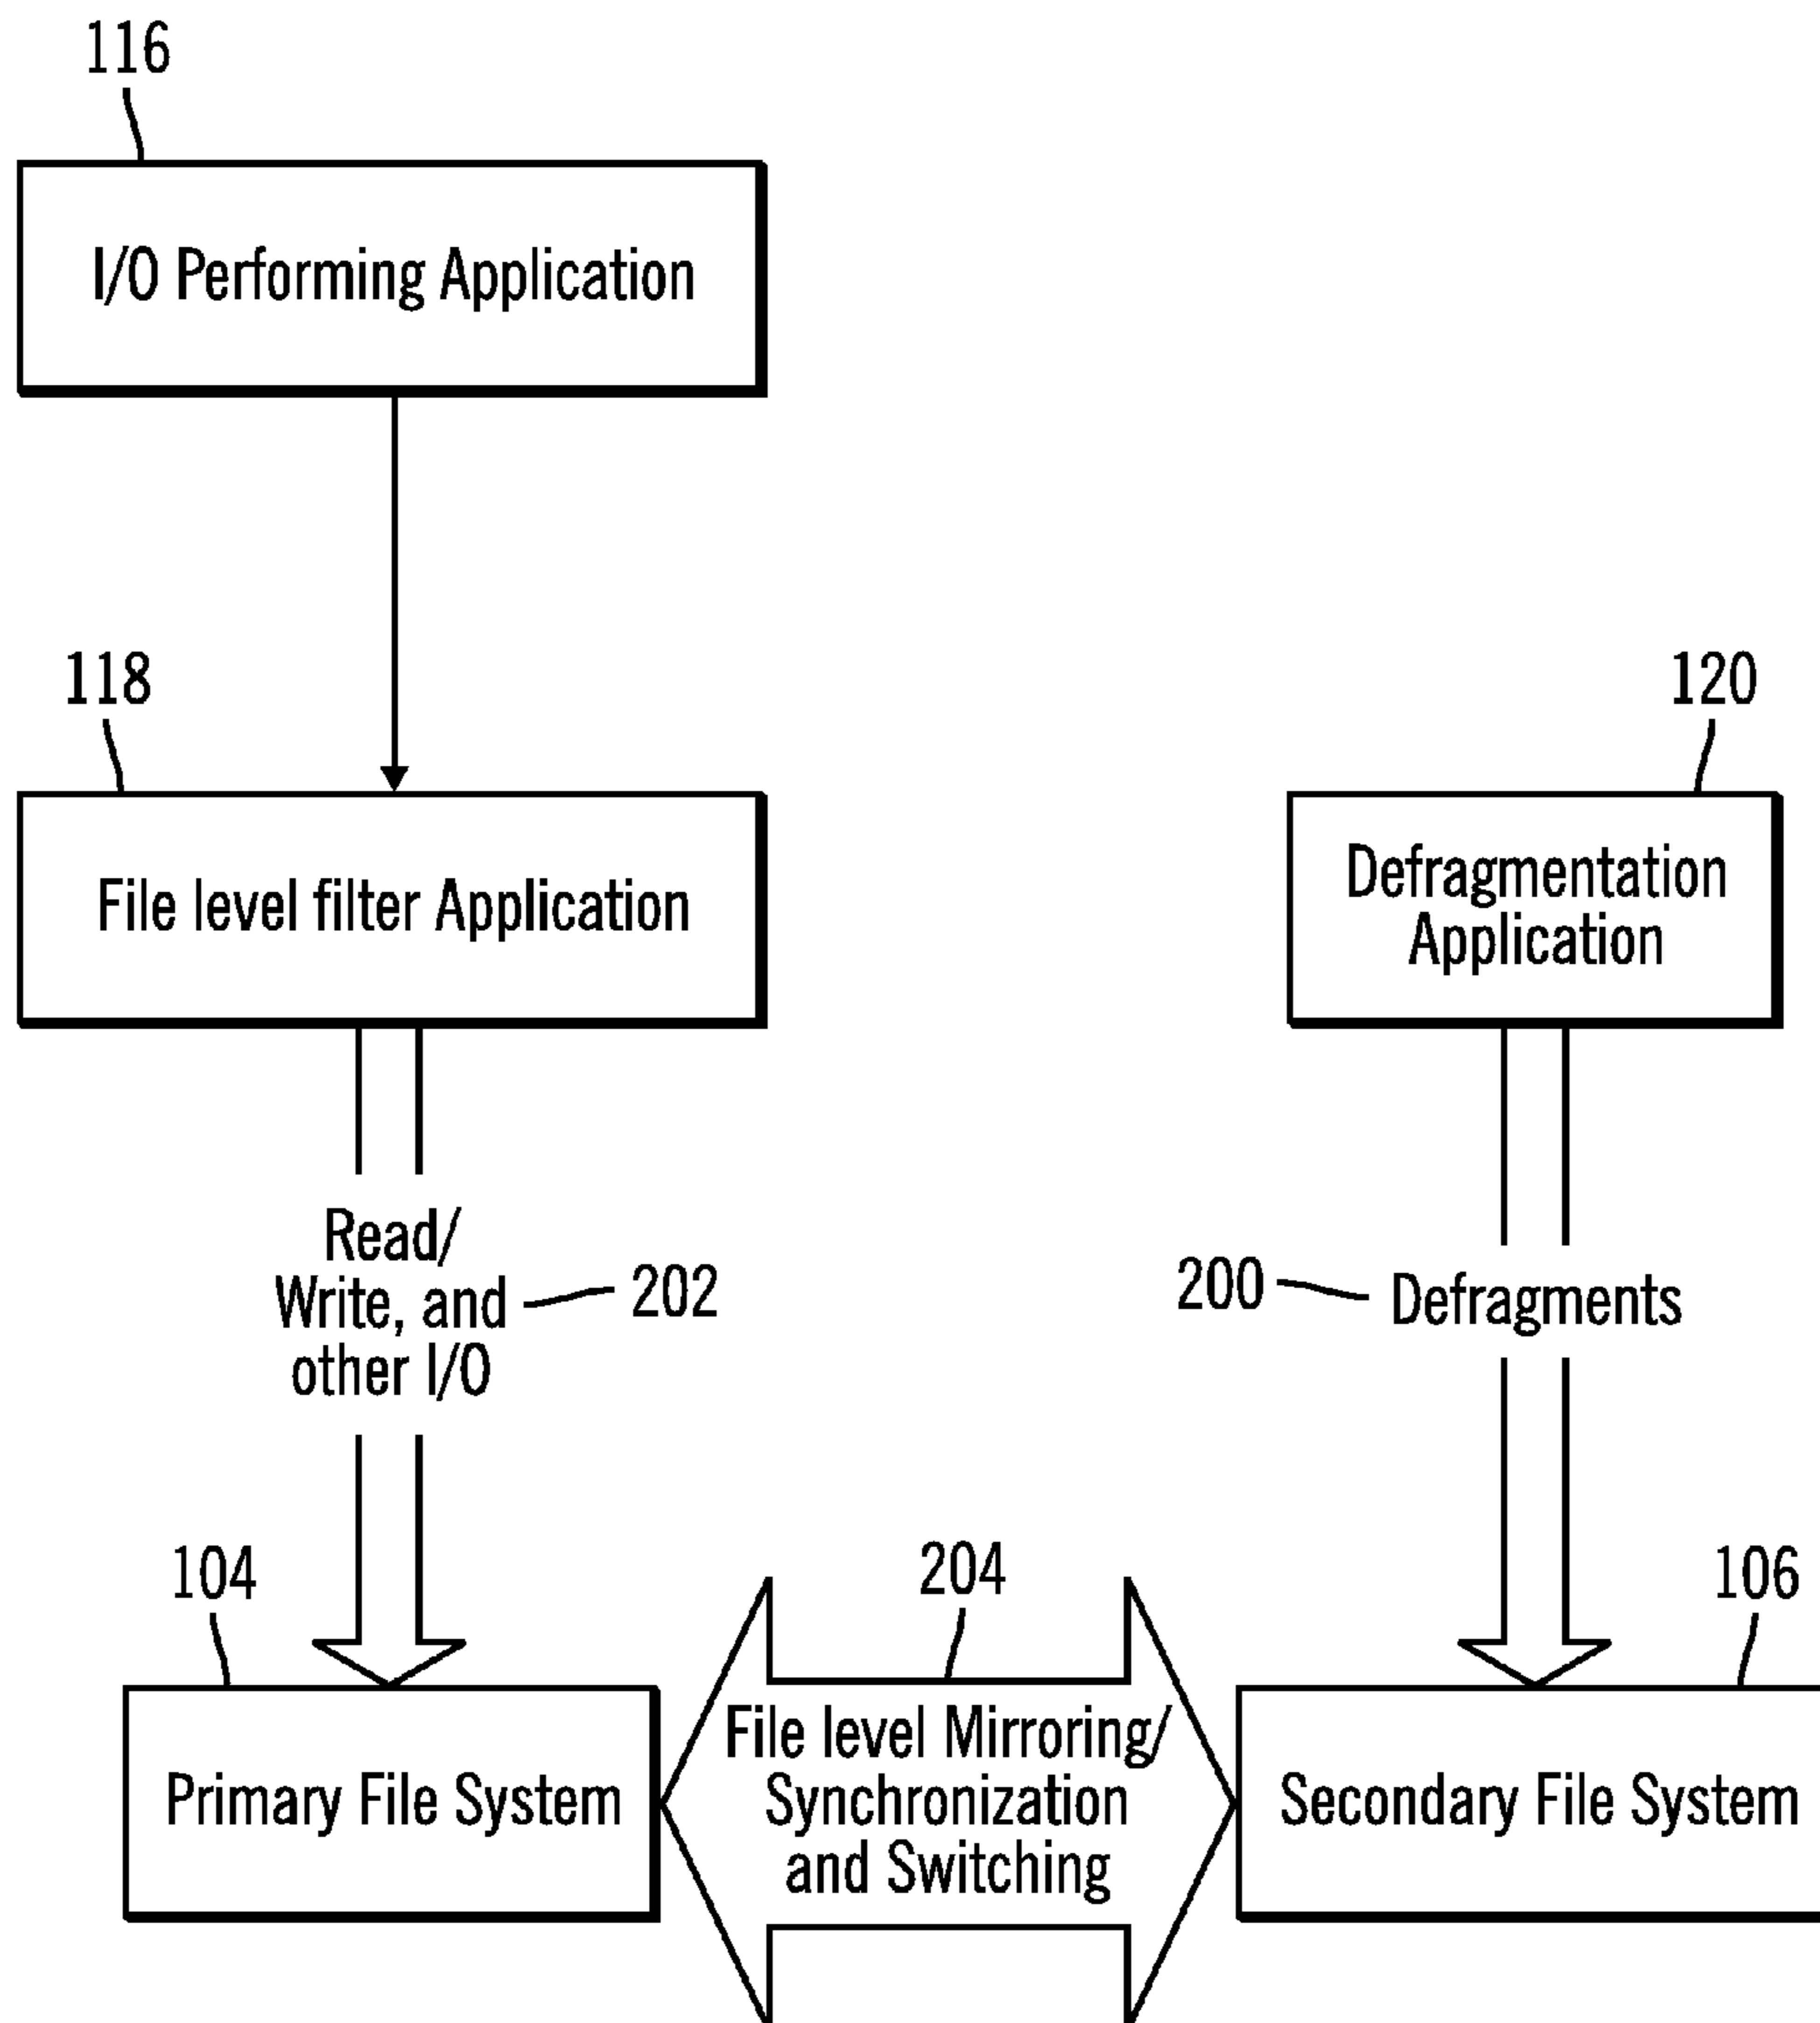 116
I/O Performing Application
118
File level filter Application
120
Defragmentation
Application
Read/
Write, and
other I/O
202
200
Defragments
104
Primary File System
204
File level Mirroring/
Synchronization
and Switching
106
Secondary File System